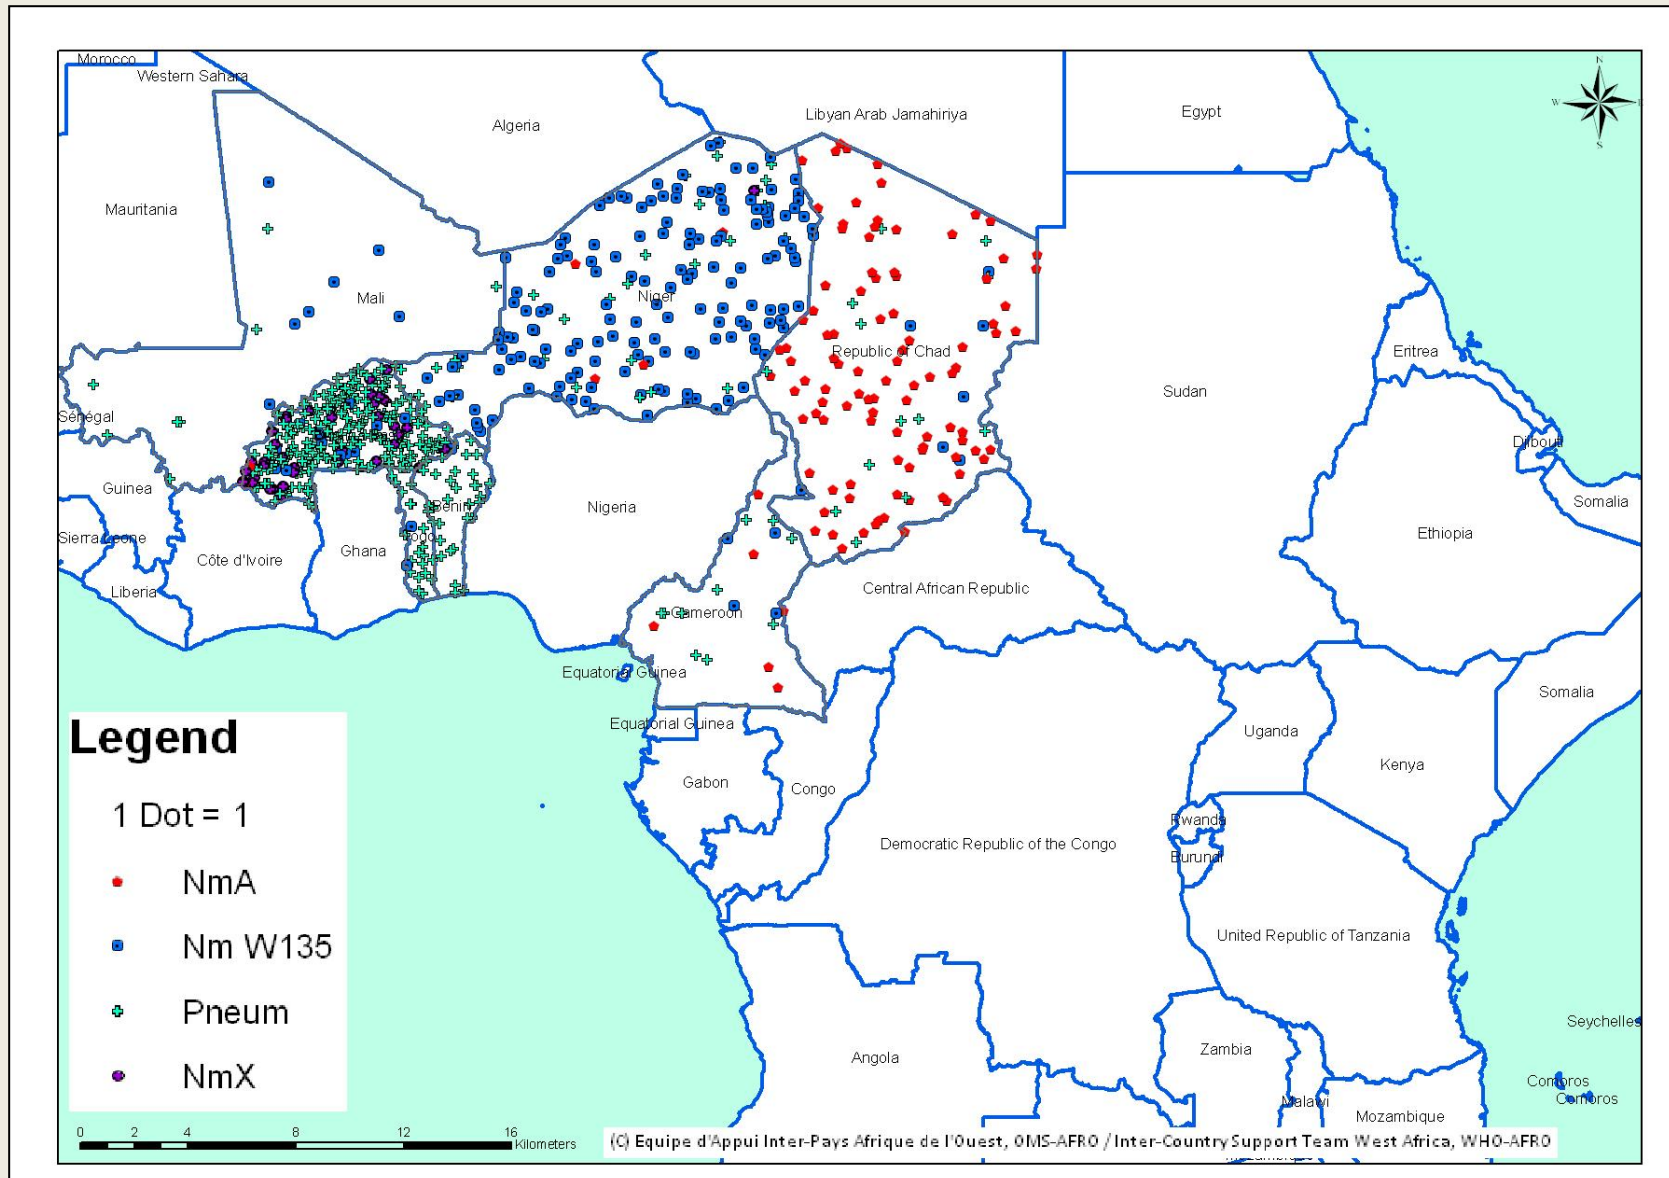 Morocco
Western Sahara
Algeria
Libyan Arab Jamahiriya
Egypt
N
W
S
Mauritania
Mali
Niger
Republic of Chad
Sudan
Eritrea
Sénégal
Djibouti
Guinea
Nigeria
Benin
Togo
Somalia
Sierra Leone
Côte d'Ivoire
Ghana
Ethiopia
Liberia
Central African Republic
Cameroon
Equatorial Guinea
Somalia
Equatorial Guinea
Uganda
Kenya
Gabon
Congo
Rwanda
Democratic Republic of the Congo
Burundi
United Republic of Tanzania
Seychelles
Angola
Zambia
Comoros
Comoros
Malawi
Mozambique
Legend
1 Dot = 1
NmA
Nm W135
Pneum
NmX
0 2 4 8 12 16
Kilometers
(C) Equipe d'Appui Inter-Pays Afrique de l'Ouest, OMS-AFRO / Inter-Country Support Team West Africa, WHO-AFRO